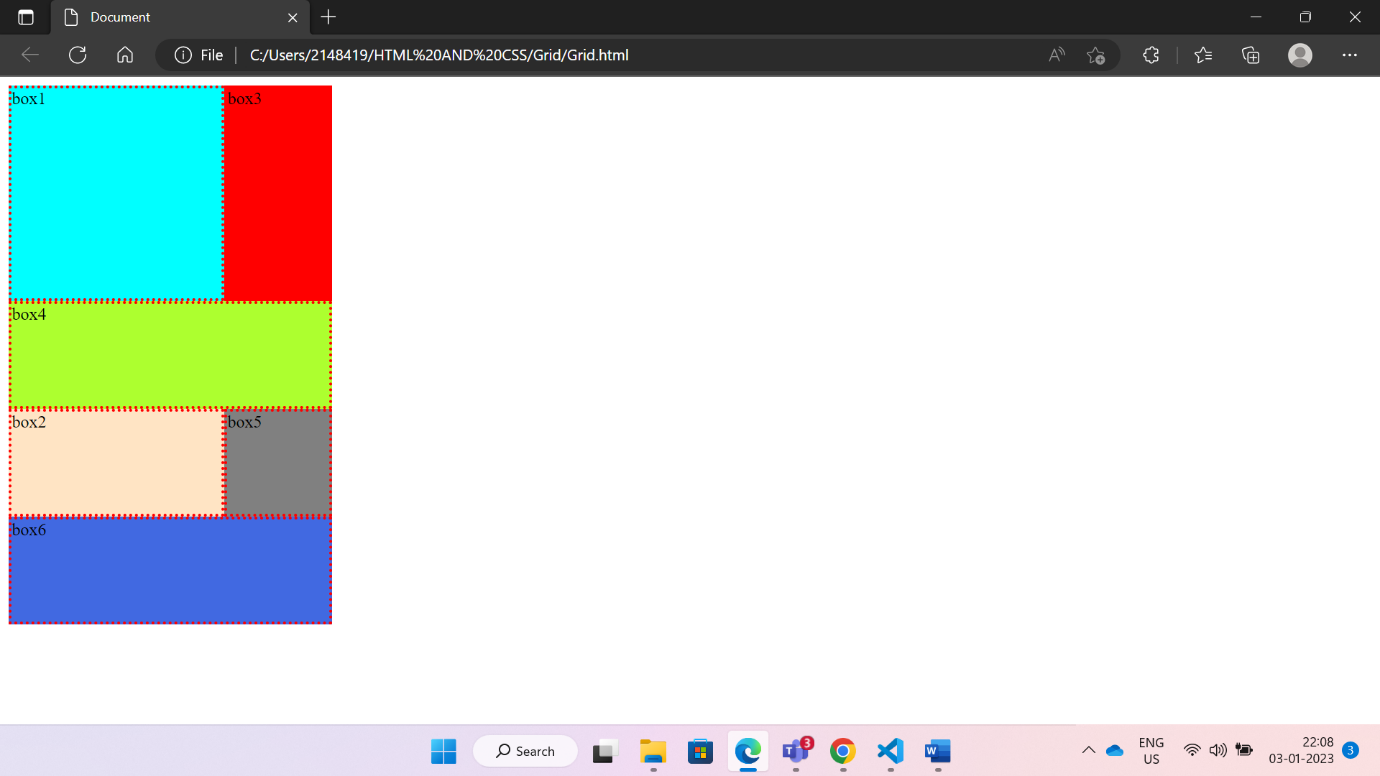 Document
File
C:/Users/2148419/HTML%20AND%20CSS/Grid/Grid.html
box1
box3
box4
box2
box5
box6
Search
T
3
W
ENG
US
22:08
03-01-2023
3